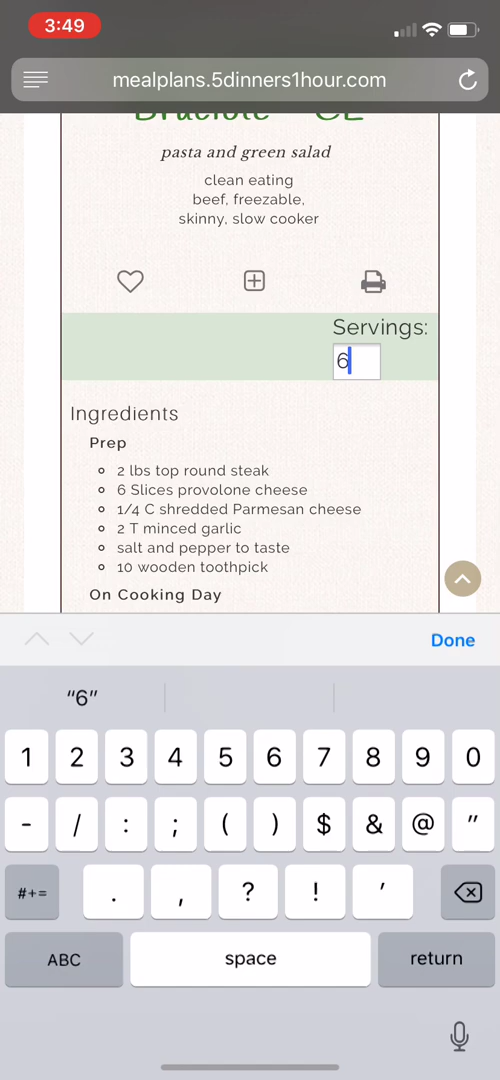 3:49
mealplans.5dinners1hour.com
Braciole - CE
pasta and green salad
clean eating
beef, freezable,
skinny, slow cooker
Servings:
6
Ingredients
Prep
2 lbs top round steak
6 Slices provolone cheese
1/4 C shredded Parmesan cheese
2 T minced garlic
salt and pepper to taste
10 wooden toothpick
On Cooking Day
Done
"6"
1 2 3 4 5 6 7 8 9 0
- / : ; ( ) $ & @ "
#+= . , ? ! '
ABC space return